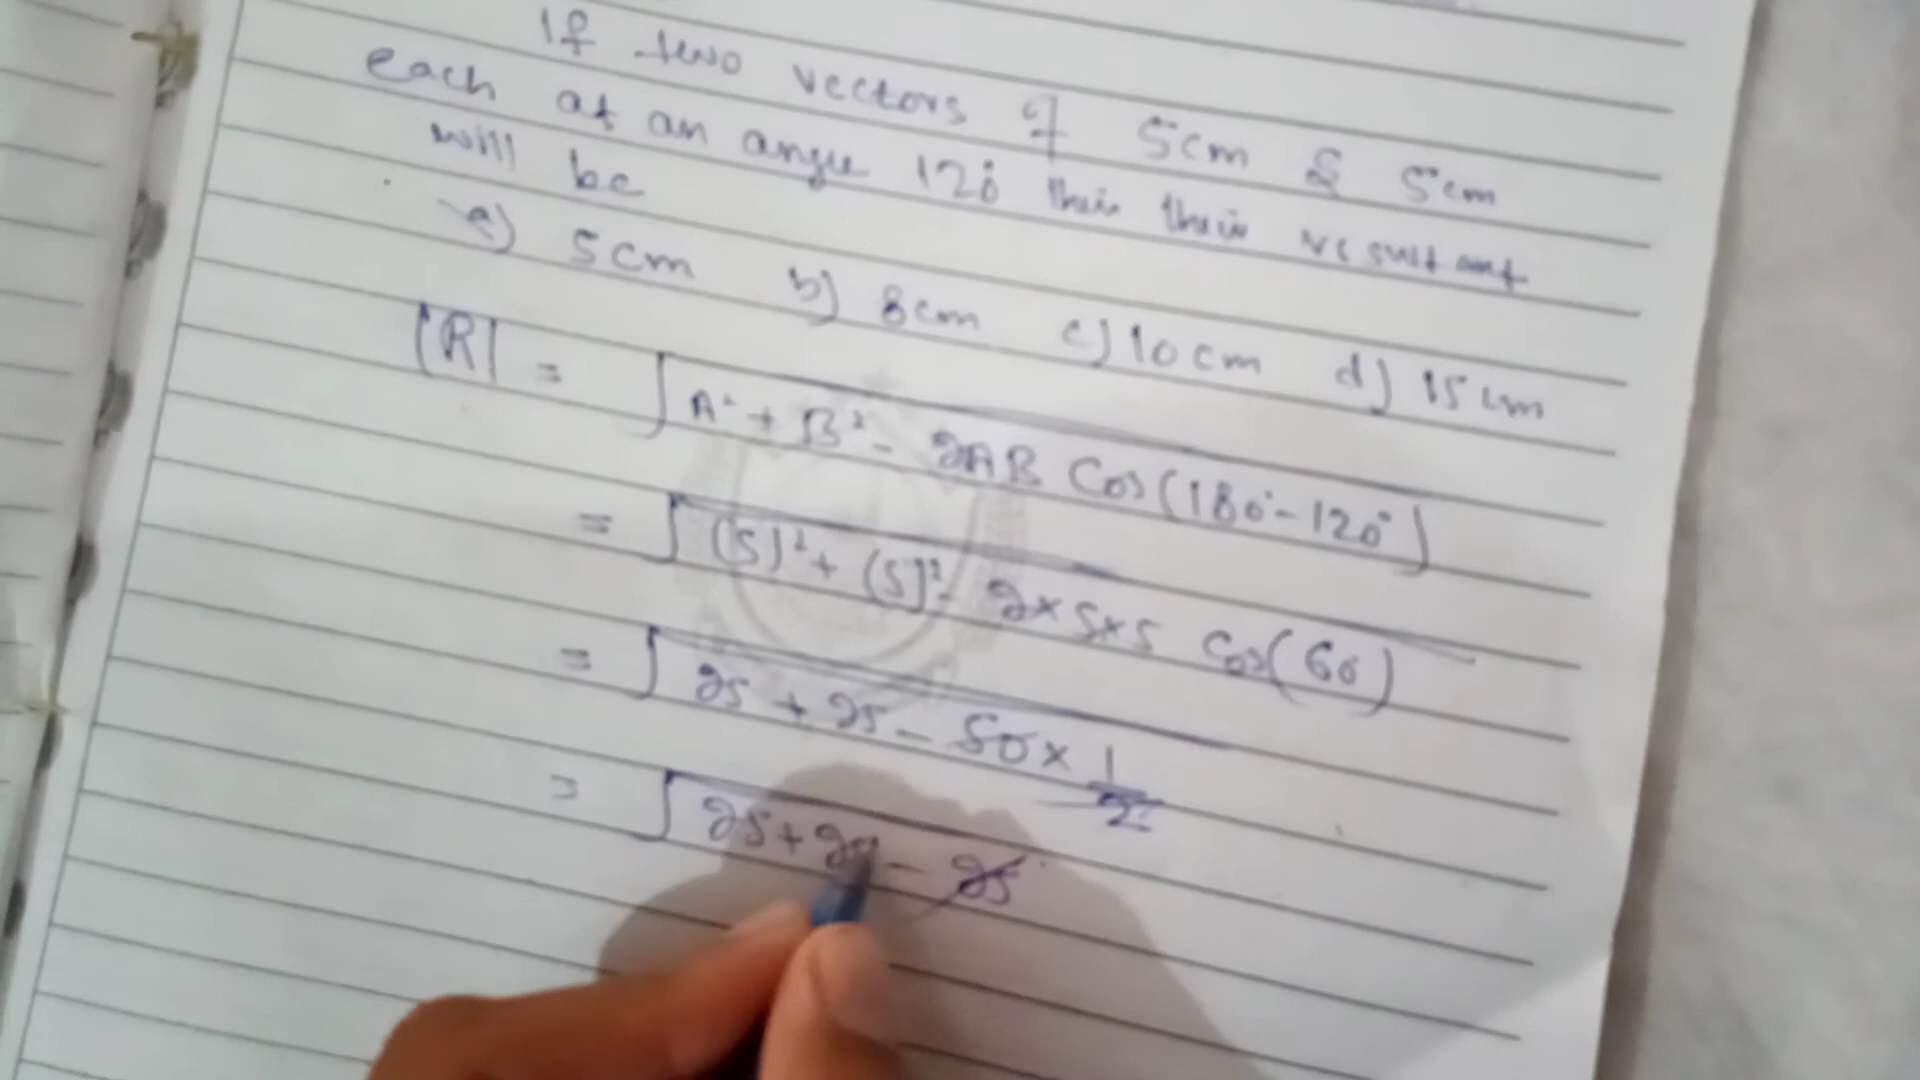 If two vectors of 5cm & 5cm
each at an angle 120° their their resultant
will be
a) 5cm b) 8cm c) 10cm d) 15cm
|R| = √A² + B² - 2AB Cos(180°-120°)
= √(5)² + (5)² - 2×5×5 Cos(60)
= √25 + 25 - 50 × 1/2
= √25 + 25 - 25